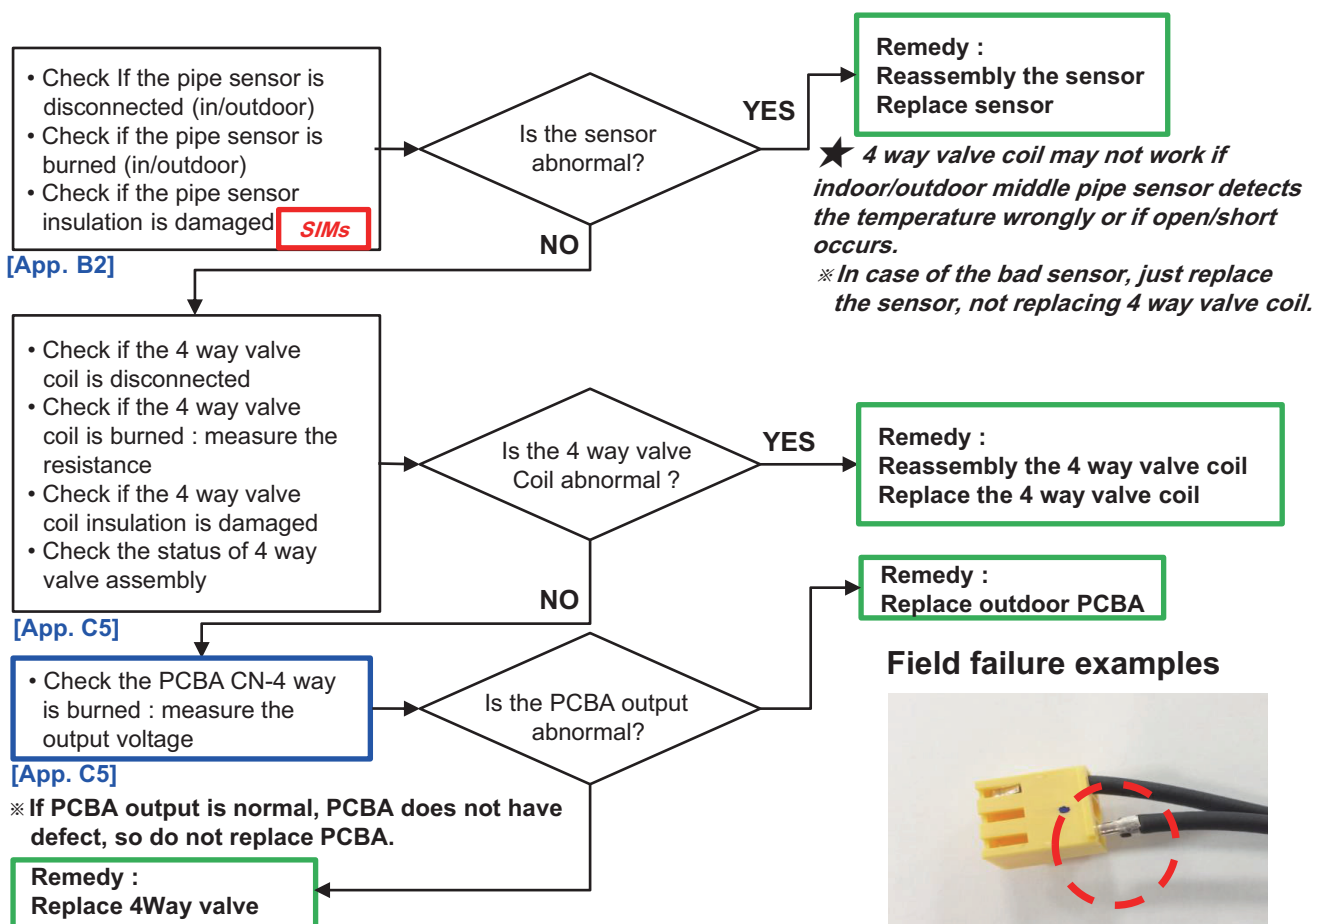 • Check If the pipe sensor is
disconnected (in/outdoor)
• Check if the pipe sensor is
burned (in/outdoor)
• Check if the pipe sensor
insulation is damaged
SIMs
[App. B2]
Is the sensor
abnormal?
YES
NO
Remedy :
Reassembly the sensor
Replace sensor
★ 4 way valve coil may not work if
indoor/outdoor middle pipe sensor detects
the temperature wrongly or if open/short
occurs.
※ In case of the bad sensor, just replace
the sensor, not replacing 4 way valve coil.
• Check if the 4 way valve
coil is disconnected
• Check if the 4 way valve
coil is burned : measure the
resistance
• Check if the 4 way valve
coil insulation is damaged
• Check the status of 4 way
valve assembly
[App. C5]
Is the 4 way valve
Coil abnormal ?
YES
NO
Remedy :
Reassembly the 4 way valve coil
Replace the 4 way valve coil
• Check the PCBA CN-4 way
is burned : measure the
output voltage
[App. C5]
Is the PCBA output
abnormal?
Remedy :
Replace outdoor PCBA
※ If PCBA output is normal, PCBA does not have
defect, so do not replace PCBA.
Remedy :
Replace 4Way valve
Field failure examples